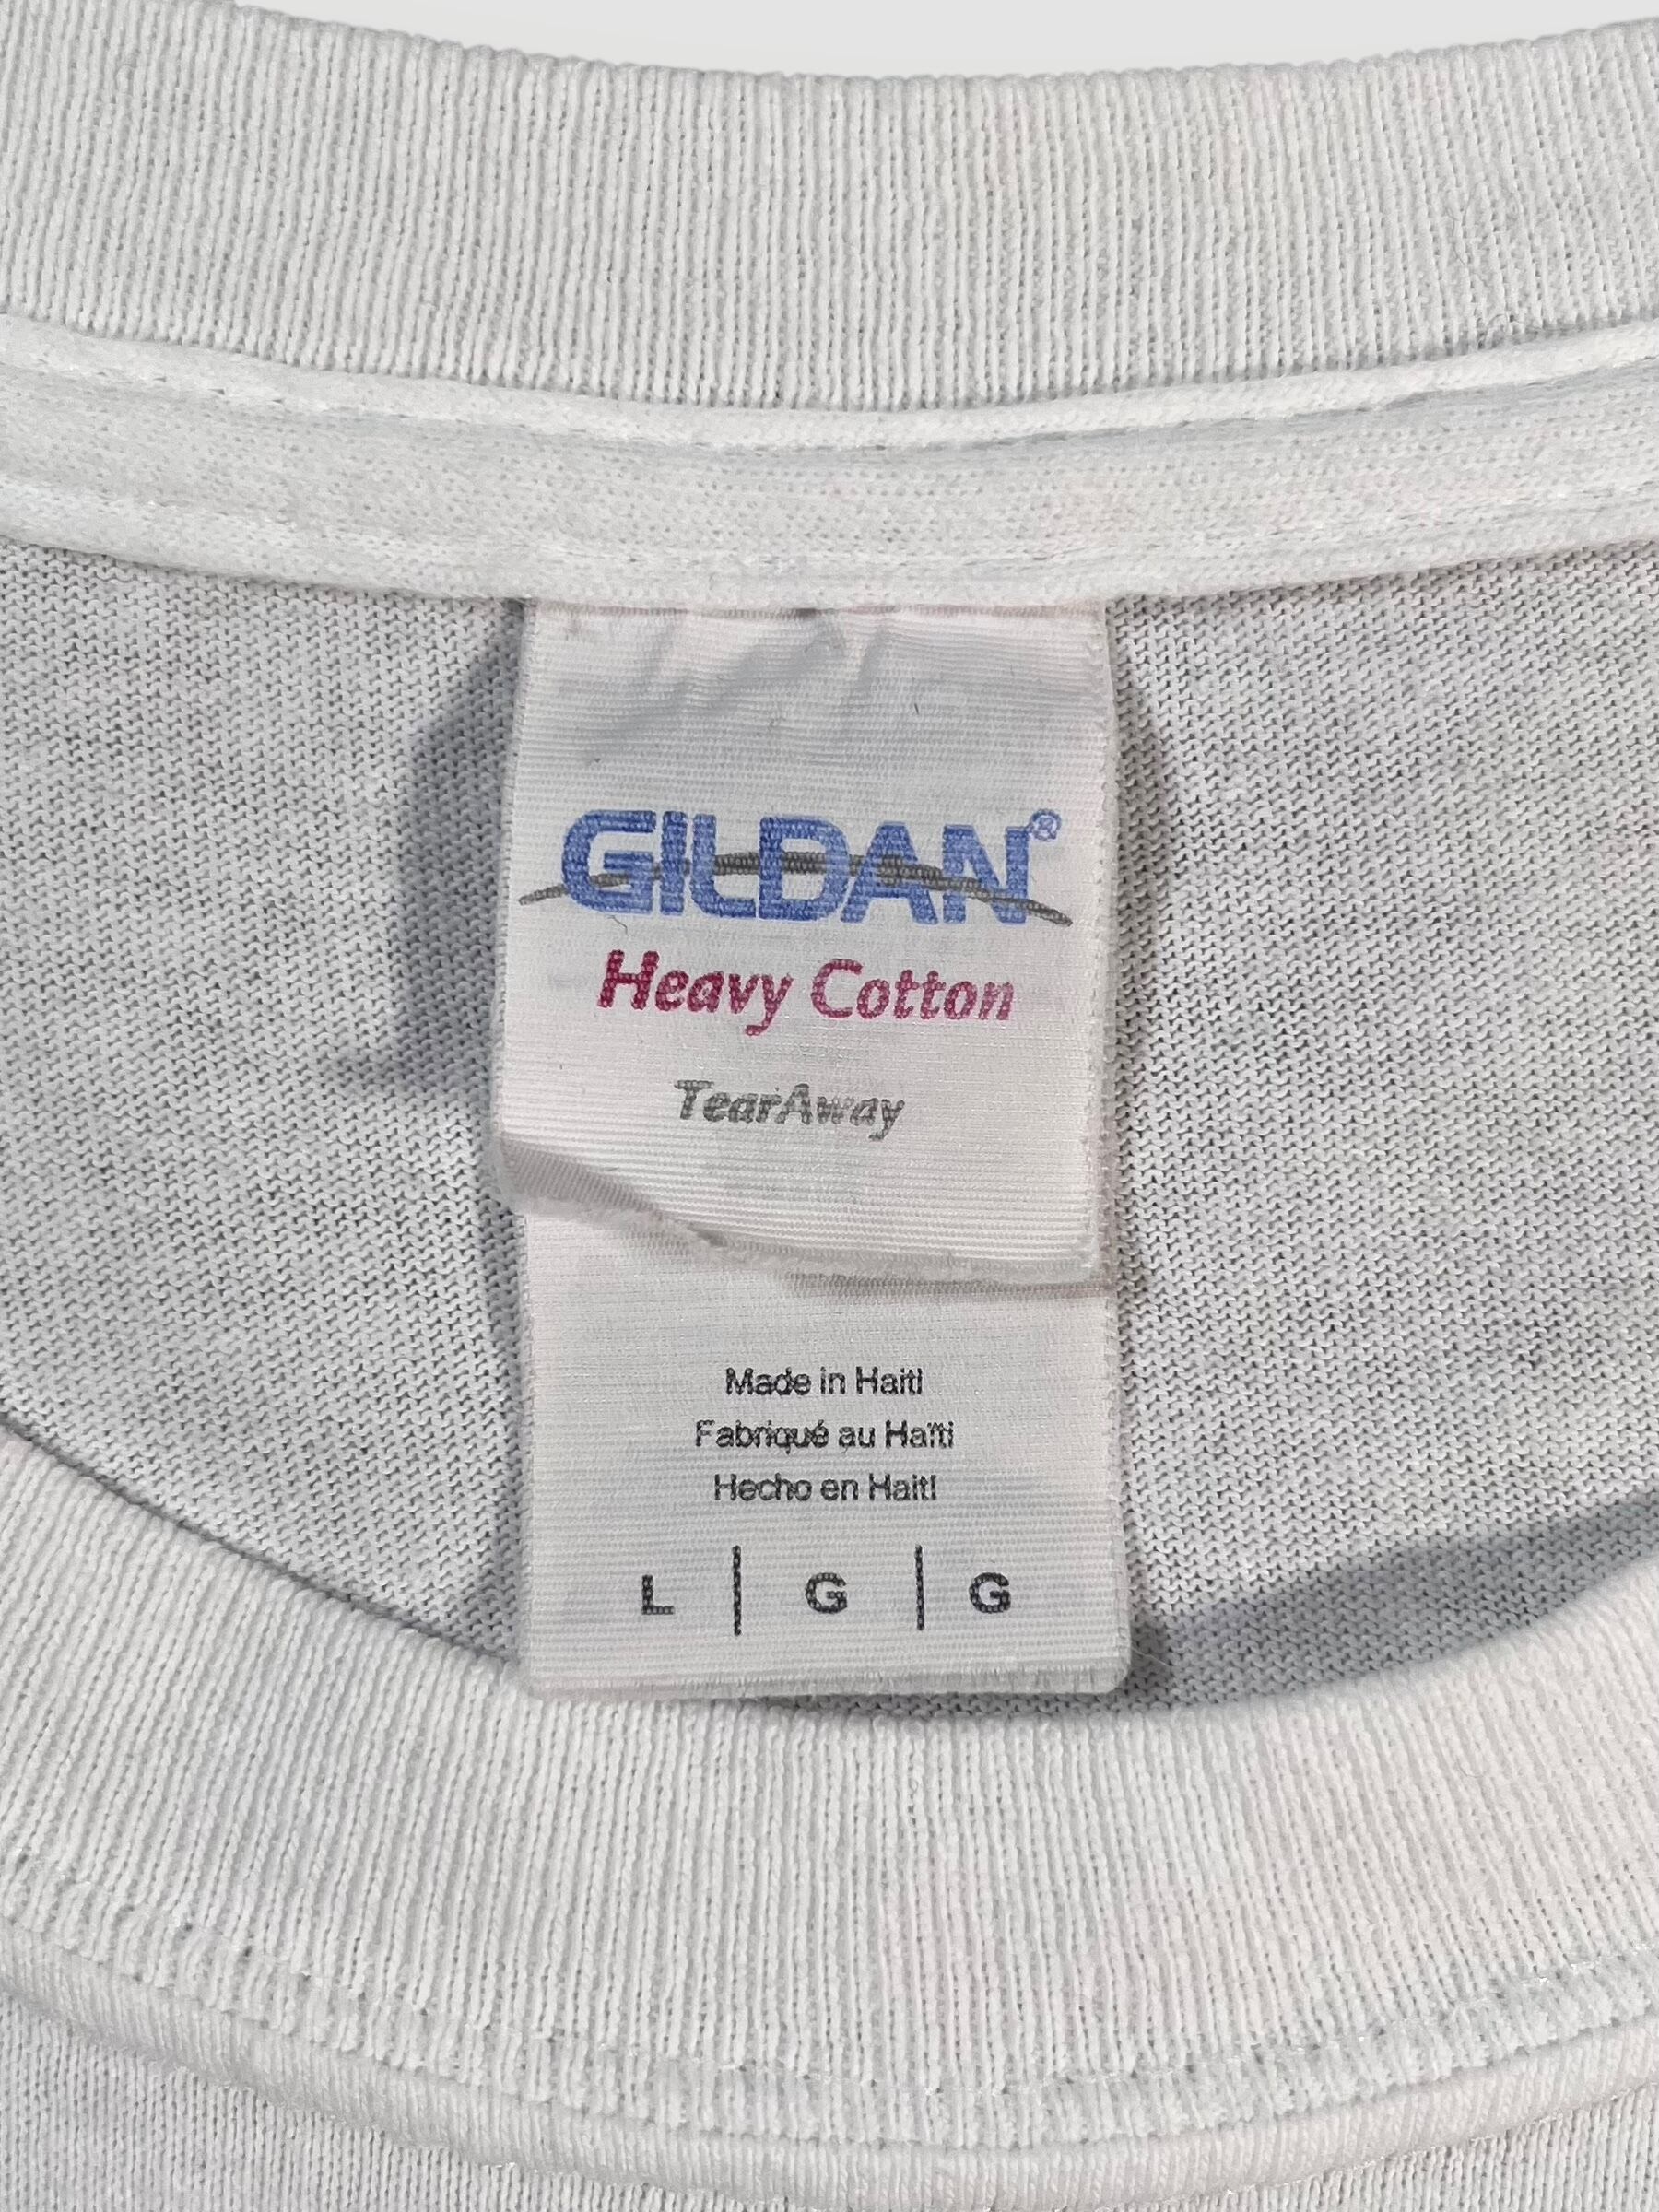 GILDAN®
Heavy Cotton
TearAway
Made in Haiti
Fabriqué au Haïti
Hecho en Haiti
L | G | G